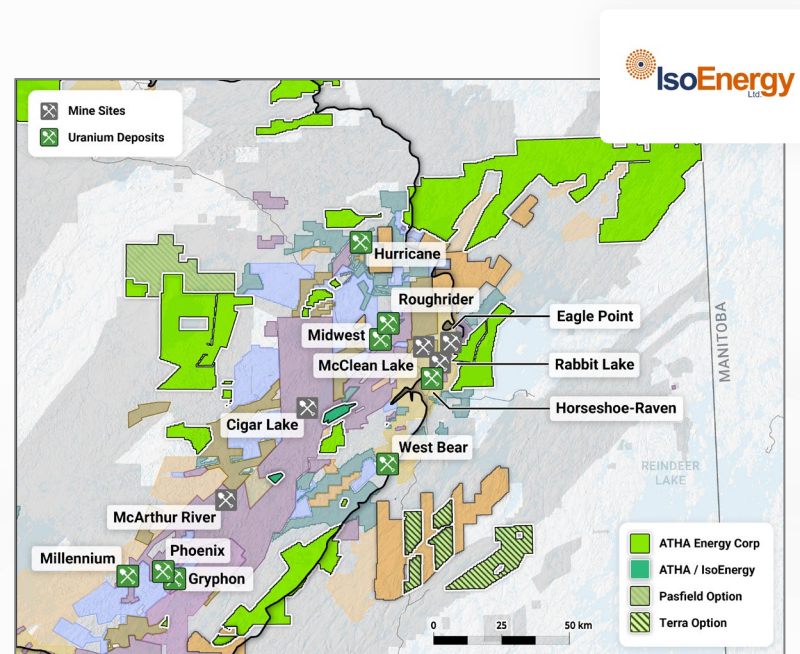 IsoEnergy
Ltd.
Mine Sites
Uranium Deposits
Hurricane
Roughrider
Eagle Point
Midwest
MANITOBA
McClean Lake
Rabbit Lake
Horseshoe-Raven
Cigar Lake
West Bear
REINDEER
LAKE
McArthur River
Phoenix
Millennium
Gryphon
ATHA Energy Corp
ATHA / IsoEnergy
Pasfield Option
Terra Option
0 25 50 km